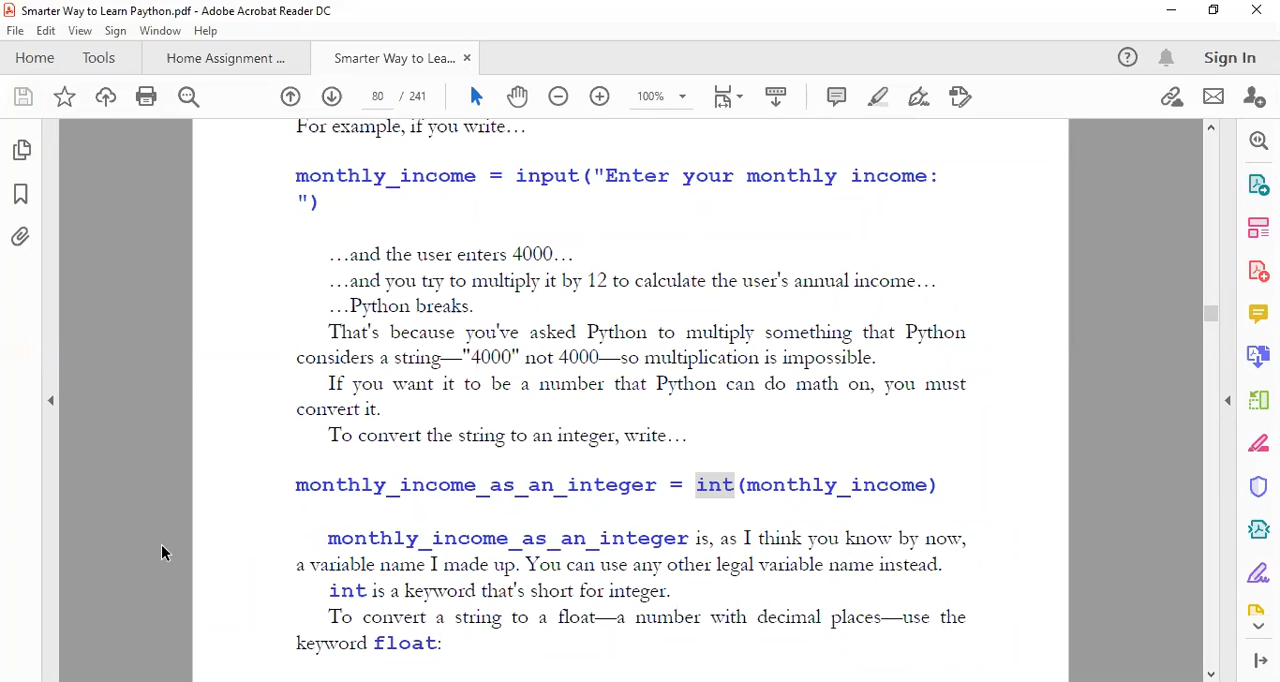 Smarter Way to Learn Paython.pdf - Adobe Acrobat Reader DC
File Edit View Sign Window Help
Home Tools Home Assignment ... Smarter Way to Lea... × Sign In
80 / 241 100%
For example, if you write…
monthly_income = input("Enter your monthly income:
")
…and the user enters 4000…
…and you try to multiply it by 12 to calculate the user's annual income…
…Python breaks.
That's because you've asked Python to multiply something that Python
considers a string—"4000" not 4000—so multiplication is impossible.
If you want it to be a number that Python can do math on, you must
convert it.
To convert the string to an integer, write…
monthly_income_as_an_integer = int(monthly_income)
monthly_income_as_an_integer is, as I think you know by now,
a variable name I made up. You can use any other legal variable name instead.
int is a keyword that's short for integer.
To convert a string to a float—a number with decimal places—use the
keyword float: